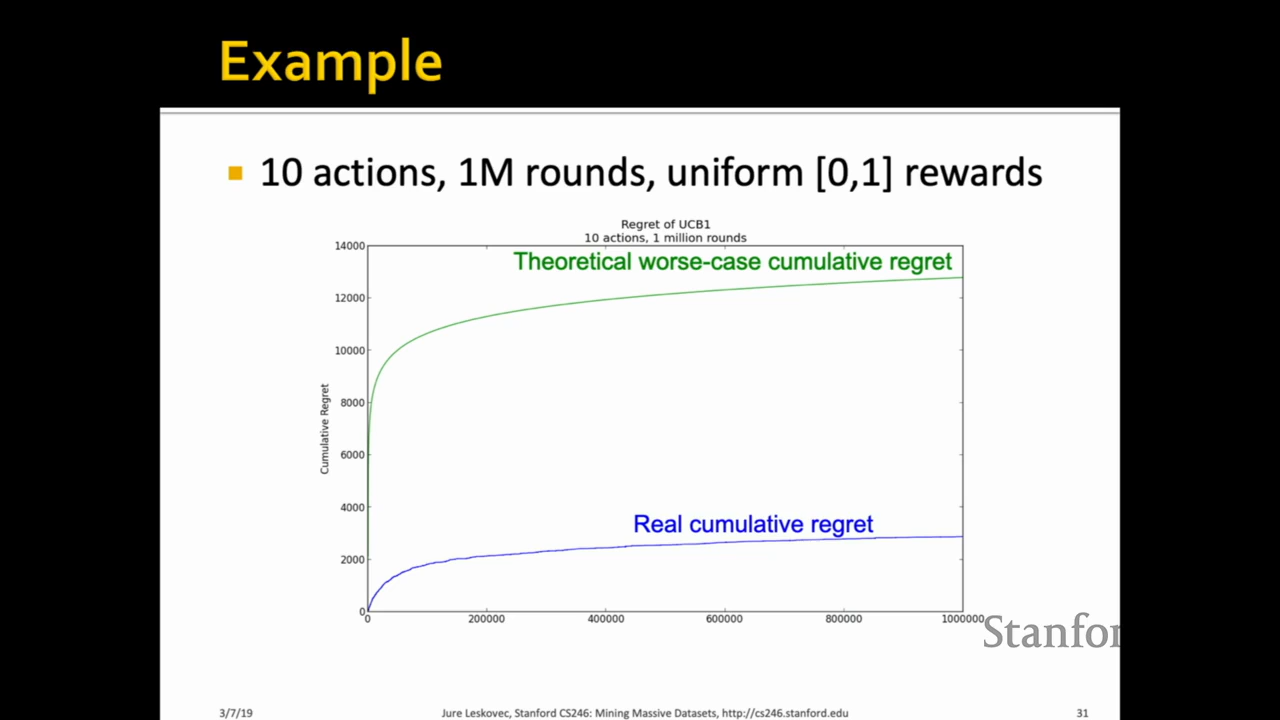 Example
10 actions, 1M rounds, uniform [0,1] rewards
Regret of UCB1
10 actions, 1 million rounds
14000
Theoretical worse-case cumulative regret
12000
10000
8000
Cumulative Regret
6000
4000
Real cumulative regret
2000
0
0 200000 400000 600000 800000 1000000
Stanfor
3/7/19 Jure Leskovec, Stanford CS246: Mining Massive Datasets, http://cs246.stanford.edu 31